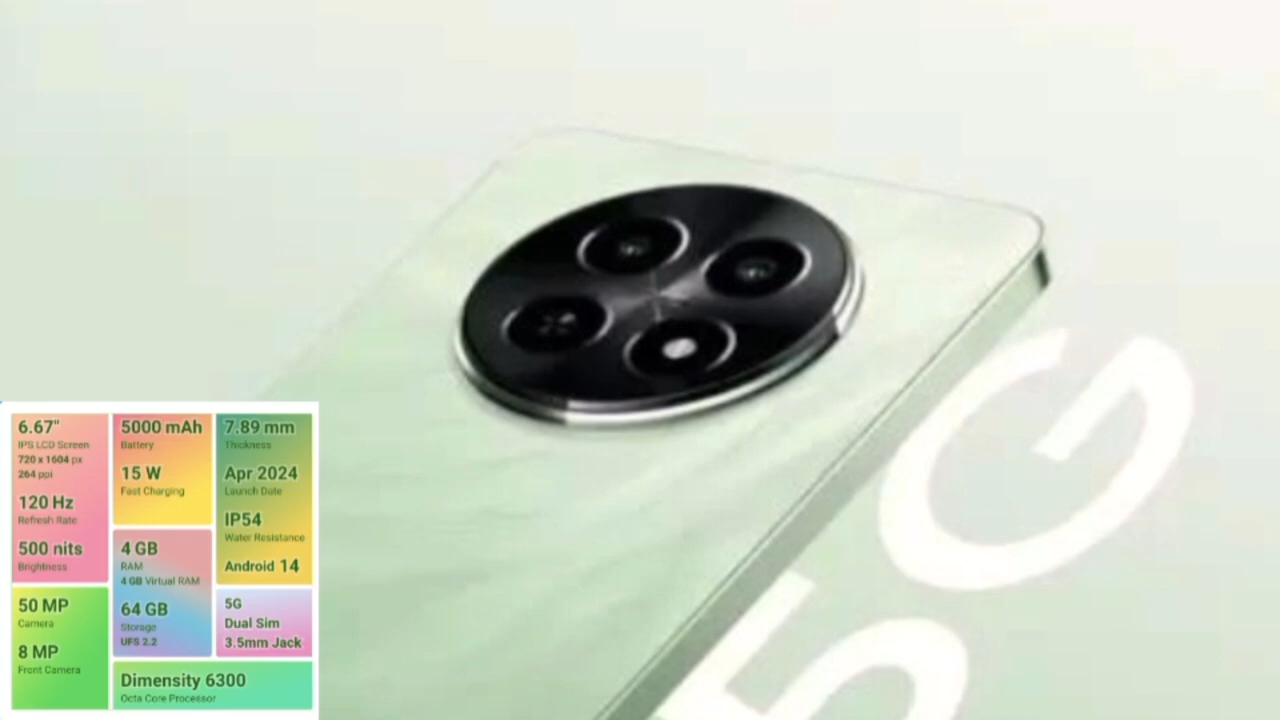 5G
6.67"
IPS LCD Screen
720 x 1604 px
264 ppi
120 Hz
Refresh Rate
500 nits
Brightness
50 MP
Camera
8 MP
Front Camera
5000 mAh
Battery
15 W
Fast Charging
4 GB
RAM
4 GB Virtual RAM
64 GB
Storage
UFS 2.2
7.89 mm
Thickness
Apr 2024
Launch Date
IP54
Water Resistance
Android 14
5G
Dual Sim
3.5mm Jack
Dimensity 6300
Octa Core Processor